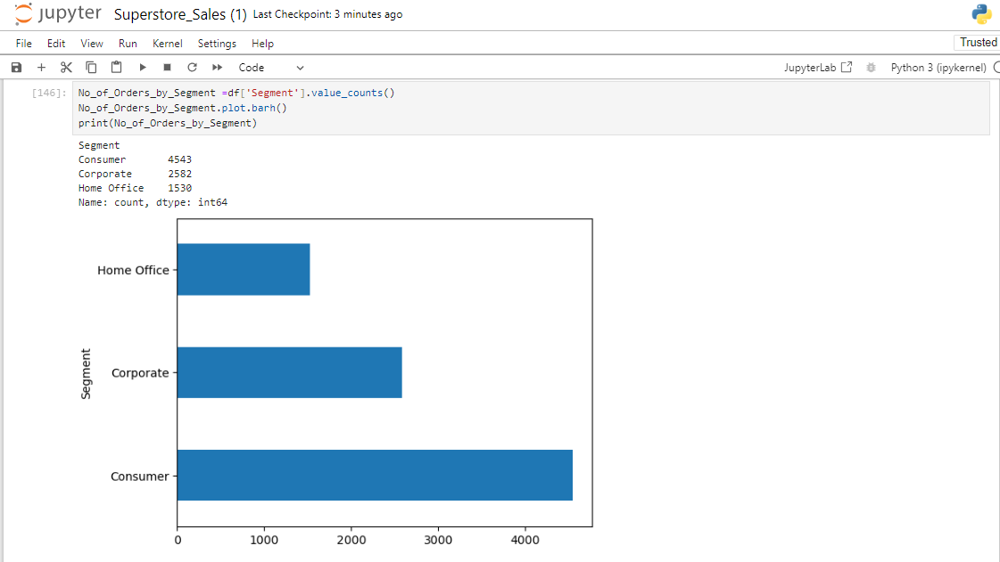 jupyter Superstore_Sales (1) Last Checkpoint: 3 minutes ago
File Edit View Run Kernel Settings Help
Trusted
Code
JupyterLab
Python 3 (ipykernel)
[146]: No_of_Orders_by_Segment =df['Segment'].value_counts()
No_of_Orders_by_Segment.plot.barh()
print(No_of_Orders_by_Segment)
Segment
Consumer 4543
Corporate 2582
Home Office 1530
Name: count, dtype: int64
Home Office
Corporate
Segment
Consumer
0 1000 2000 3000 4000